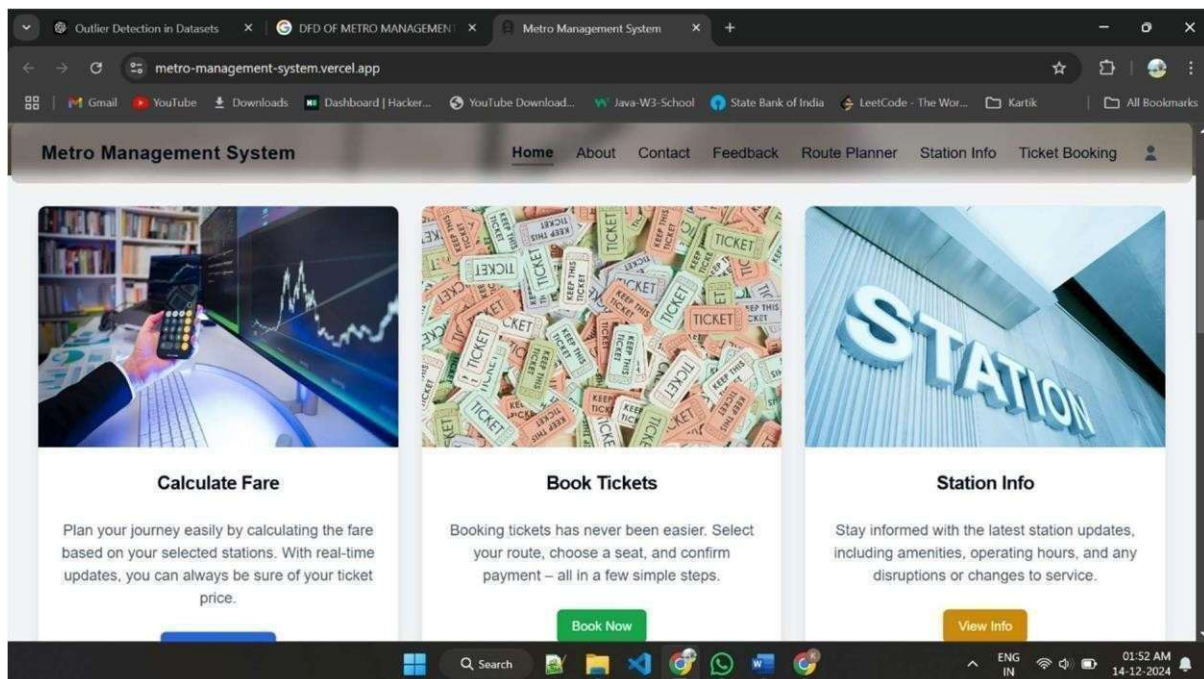 Outlier Detection in Datasets
DFD OF METRO MANAGEMENT
Metro Management System
metro-management-system.vercel.app
Gmail
YouTube
Downloads
Dashboard | Hacker...
YouTube Download...
Java-W3-School
State Bank of India
LeetCode - The Wor...
Kartik
All Bookmarks
Metro Management System
Home About Contact Feedback Route Planner Station Info Ticket Booking
TICKET
KEEP THIS
STATION
Calculate Fare
Plan your journey easily by calculating the fare
based on your selected stations. With real-time
updates, you can always be sure of your ticket
price.
Book Tickets
Booking tickets has never been easier. Select
your route, choose a seat, and confirm
payment – all in a few simple steps.
Book Now
Station Info
Stay informed with the latest station updates,
including amenities, operating hours, and any
disruptions or changes to service.
View Info
Search
ENG
IN
01:52 AM
14-12-2024